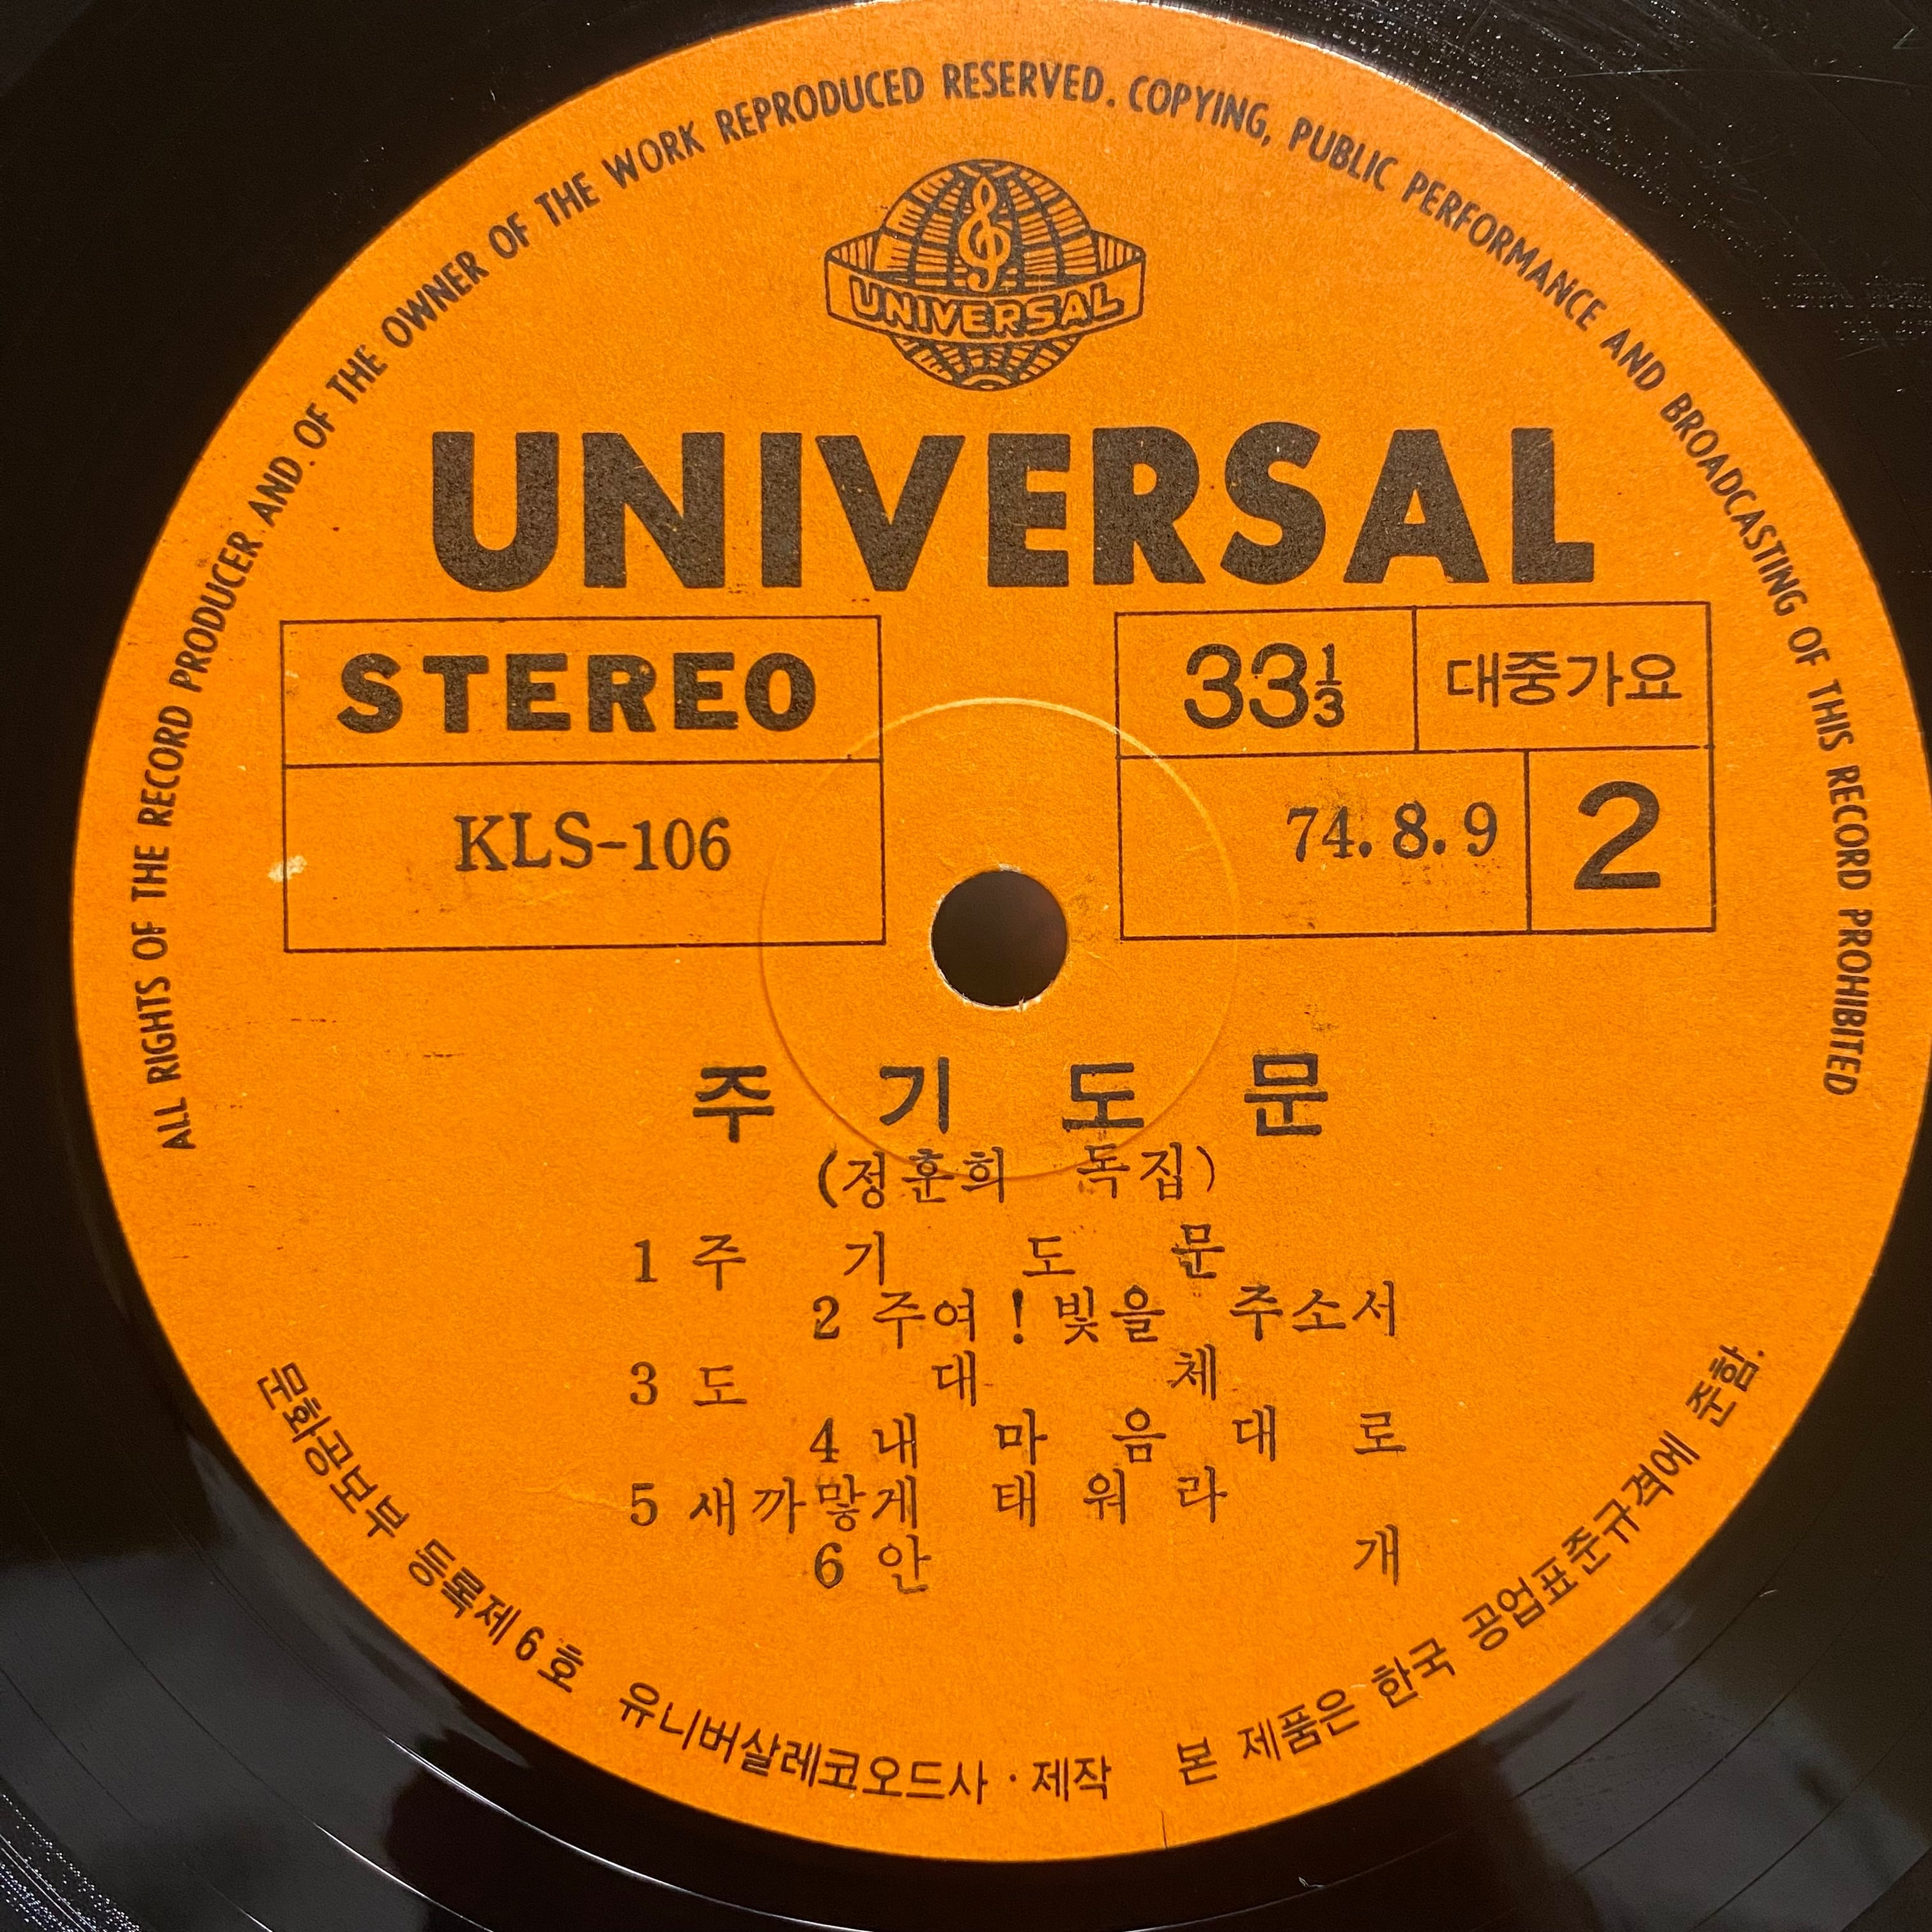 ALL RIGHTS OF THE RECORD PRODUCER AND OF THE OWNER OF THE WORK REPRODUCED RESERVED. COPYING, PUBLIC PERFORMANCE AND BROADCASTING OF THIS RECORD PROHIBITED
UNIVERSAL
UNIVERSAL
STEREO
33⅓ 대중가요
KLS-106
74.8.9 2
주기도문
(정훈희 독집)
1 주기도문
2 주여! 빛을 주소서
3 도대체
4 내마음대로
5 새까맣게 태워라
6 안개
문화공보부 등록제6호 유니버살레코오드사·제작 본 제품은 한국 공업표준규격에 준함.